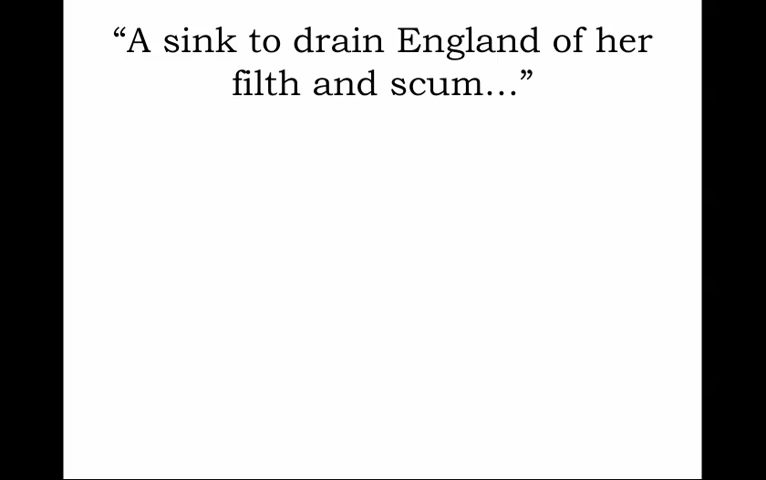 “A sink to drain England of her
filth and scum…”